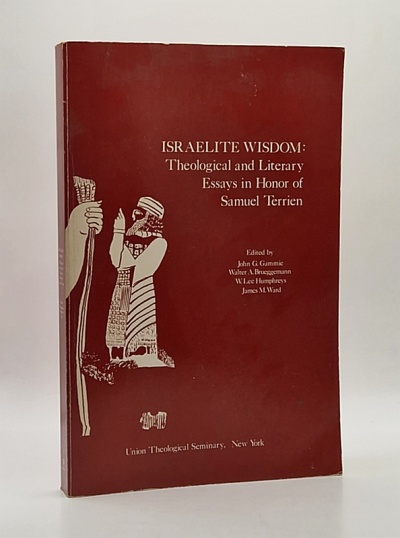 ISRAELITE WISDOM:
Theological and Literary
Essays in Honor of
Samuel Terrien
Edited by
John G. Gammie
Walter A. Brueggemann
W. Lee Humphreys
James M. Ward
Union Theological Seminary, New York